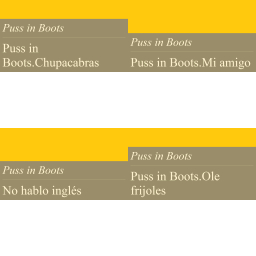 Puss in Boots
Puss in
Boots.Chupacabras
Puss in Boots
Puss in Boots.Mi amigo
Puss in Boots
No hablo inglés
Puss in Boots
Puss in Boots.Ole
frijoles